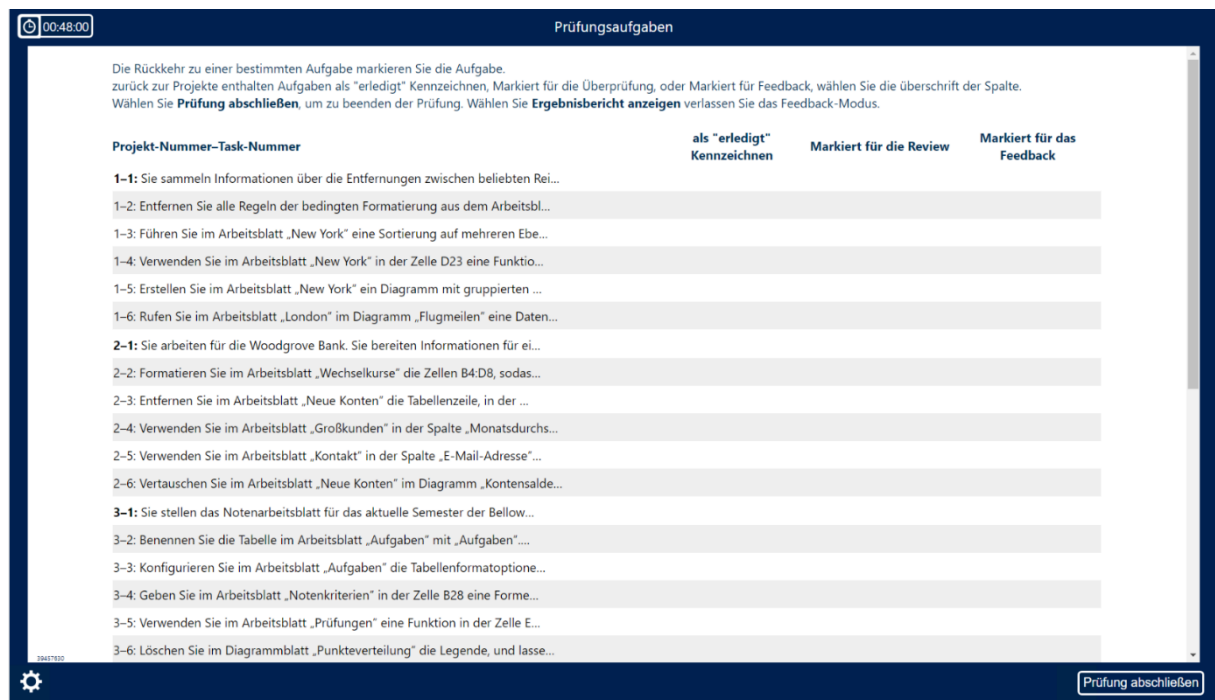 00:48:00
Prüfungsaufgaben
Die Rückkehr zu einer bestimmten Aufgabe markieren Sie die Aufgabe.
zurück zur Projekte enthalten Aufgaben als "erledigt" Kennzeichnen, Markiert für die Überprüfung, oder Markiert für Feedback, wählen Sie die überschrift der Spalte.
Wählen Sie Prüfung abschließen, um zu beenden der Prüfung. Wählen Sie Ergebnisbericht anzeigen verlassen Sie das Feedback-Modus.
Projekt-Nummer–Task-Nummer
als "erledigt"
Kennzeichnen
Markiert für die Review
Markiert für das
Feedback
1–1: Sie sammeln Informationen über die Entfernungen zwischen beliebten Rei...
1–2: Entfernen Sie alle Regeln der bedingten Formatierung aus dem Arbeitsbl...
1–3: Führen Sie im Arbeitsblatt „New York" eine Sortierung auf mehreren Ebe...
1–4: Verwenden Sie im Arbeitsblatt „New York" in der Zelle D23 eine Funktio...
1–5: Erstellen Sie im Arbeitsblatt „New York" ein Diagramm mit gruppierten ...
1–6: Rufen Sie im Arbeitsblatt „London" im Diagramm „Flugmeilen" eine Daten...
2–1: Sie arbeiten für die Woodgrove Bank. Sie bereiten Informationen für ei...
2–2: Formatieren Sie im Arbeitsblatt „Wechselkurse" die Zellen B4:D8, sodas...
2–3: Entfernen Sie im Arbeitsblatt „Neue Konten" die Tabellenzeile, in der ...
2–4: Verwenden Sie im Arbeitsblatt „Großkunden" in der Spalte „Monatsdurchs...
2–5: Verwenden Sie im Arbeitsblatt „Kontakt" in der Spalte „E-Mail-Adresse"...
2–6: Vertauschen Sie im Arbeitsblatt „Neue Konten" im Diagramm „Kontensalde...
3–1: Sie stellen das Notenarbeitsblatt für das aktuelle Semester der Bellow...
3–2: Benennen Sie die Tabelle im Arbeitsblatt „Aufgaben" mit „Aufgaben"....
3–3: Konfigurieren Sie im Arbeitsblatt „Aufgaben" die Tabellenformatoptione...
3–4: Geben Sie im Arbeitsblatt „Notenkriterien" in der Zelle B28 eine Forme...
3–5: Verwenden Sie im Arbeitsblatt „Prüfungen" eine Funktion in der Zelle E...
3–6: Löschen Sie im Diagrammblatt „Punkteverteilung" die Legende, und lasse...
Prüfung abschließen